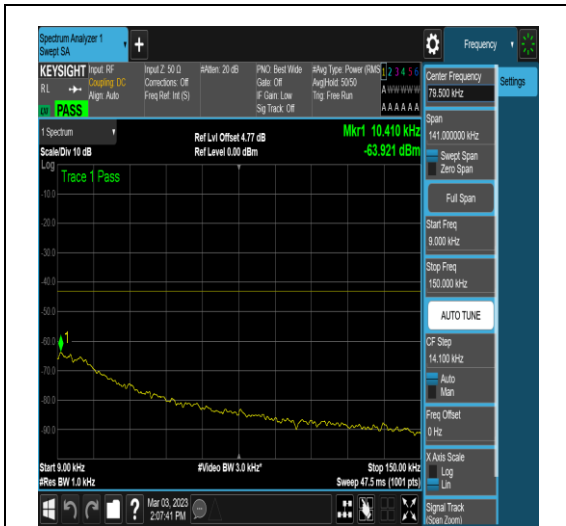 Spectrum Analyzer 1
Swept SA
Frequency
KEYSIGHT
RL
Input: RF
Coupling: DC
Align: Auto
Input Z: 50 Ω
Corrections: Off
Freq Ref: Int (S)
#Atten: 20 dB
PNO: Best Wide
Gate: Off
IF Gain: Low
Sig Track: Off
#Avg Type: Power (RMS
Avg|Hold: 50/50
Trig: Free Run
1 2 3 4 5 6
A W W W W W
A A A A A A
PASS
1 Spectrum
Scale/Div 10 dB
Ref Lvl Offset 4.77 dB
Ref Level 0.00 dBm
Mkr1 10.410 kHz
-63.921 dBm
Log
Trace 1 Pass
-10.0
-20.0
-30.0
-40.0
-50.0
-60.0
-70.0
-80.0
-90.0
1
Start 9.00 kHz
#Res BW 1.0 kHz
#Video BW 3.0 kHz*
Stop 150.00 kHz
Sweep 47.5 ms (1001 pts)
Mar 03, 2023
2:07:41 PM
Center Frequency
79.500 kHz
Settings
Span
141.000000 kHz
Swept Span
Zero Span
Full Span
Start Freq
9.000 kHz
Stop Freq
150.000 kHz
AUTO TUNE
CF Step
14.100 kHz
Auto
Man
Freq Offset
0 Hz
X Axis Scale
Log
Lin
Signal Track
(Span Zoom)